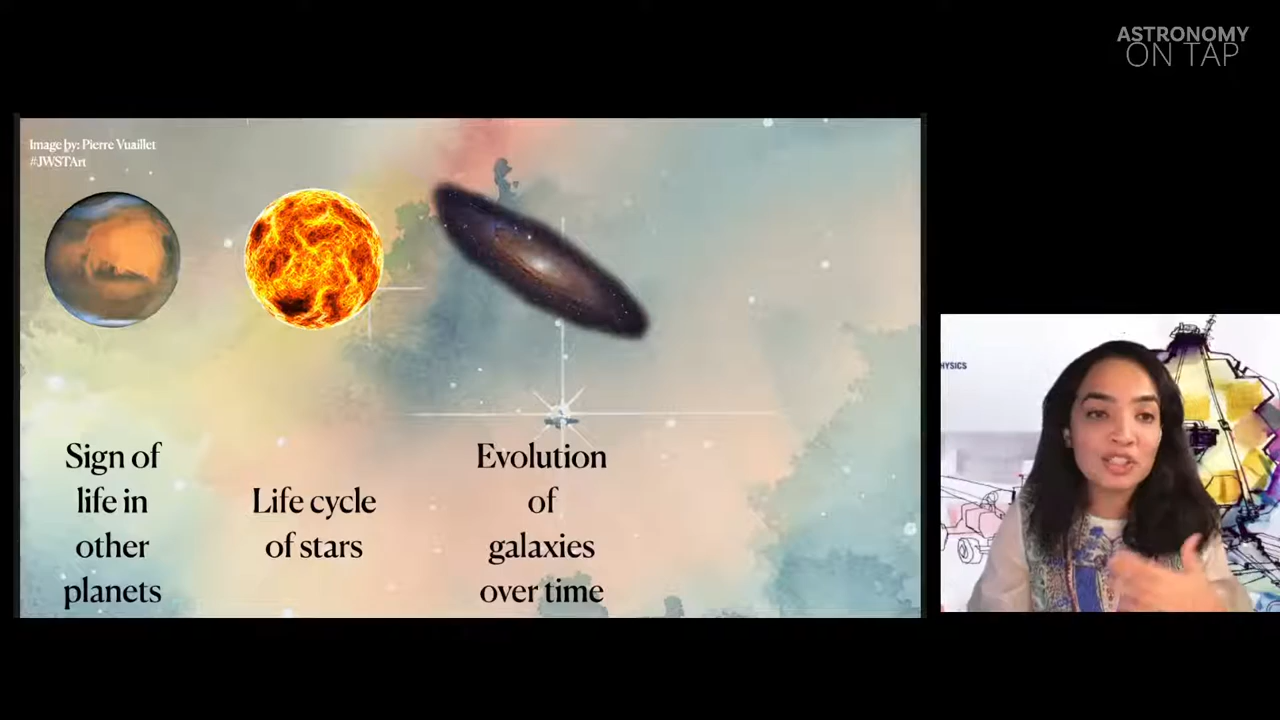 ASTRONOMY
ON TAP
Image by: Pierre Vuaillet
#JWSTArt
Sign of
life in
other
planets
Life cycle
of stars
Evolution
of
galaxies
over time
HYSICS